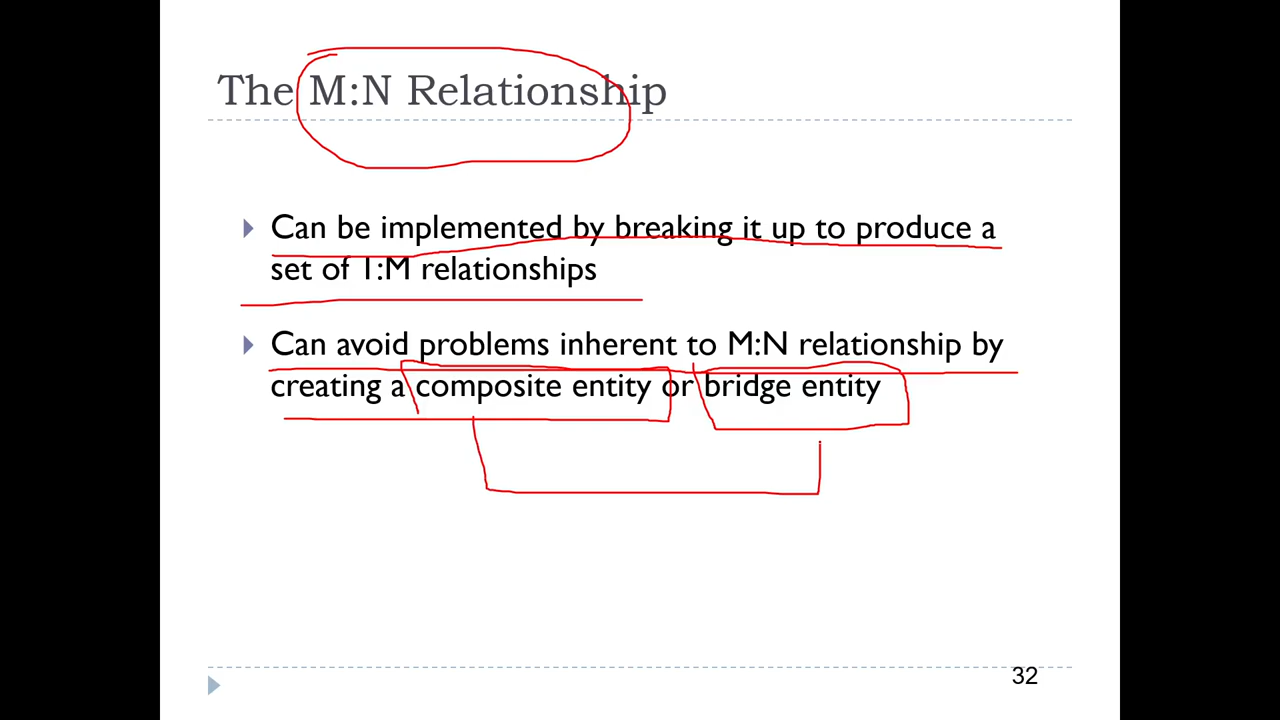 The M:N Relationship
Can be implemented by breaking it up to produce a
set of 1:M relationships
Can avoid problems inherent to M:N relationship by
creating a composite entity or bridge entity
32